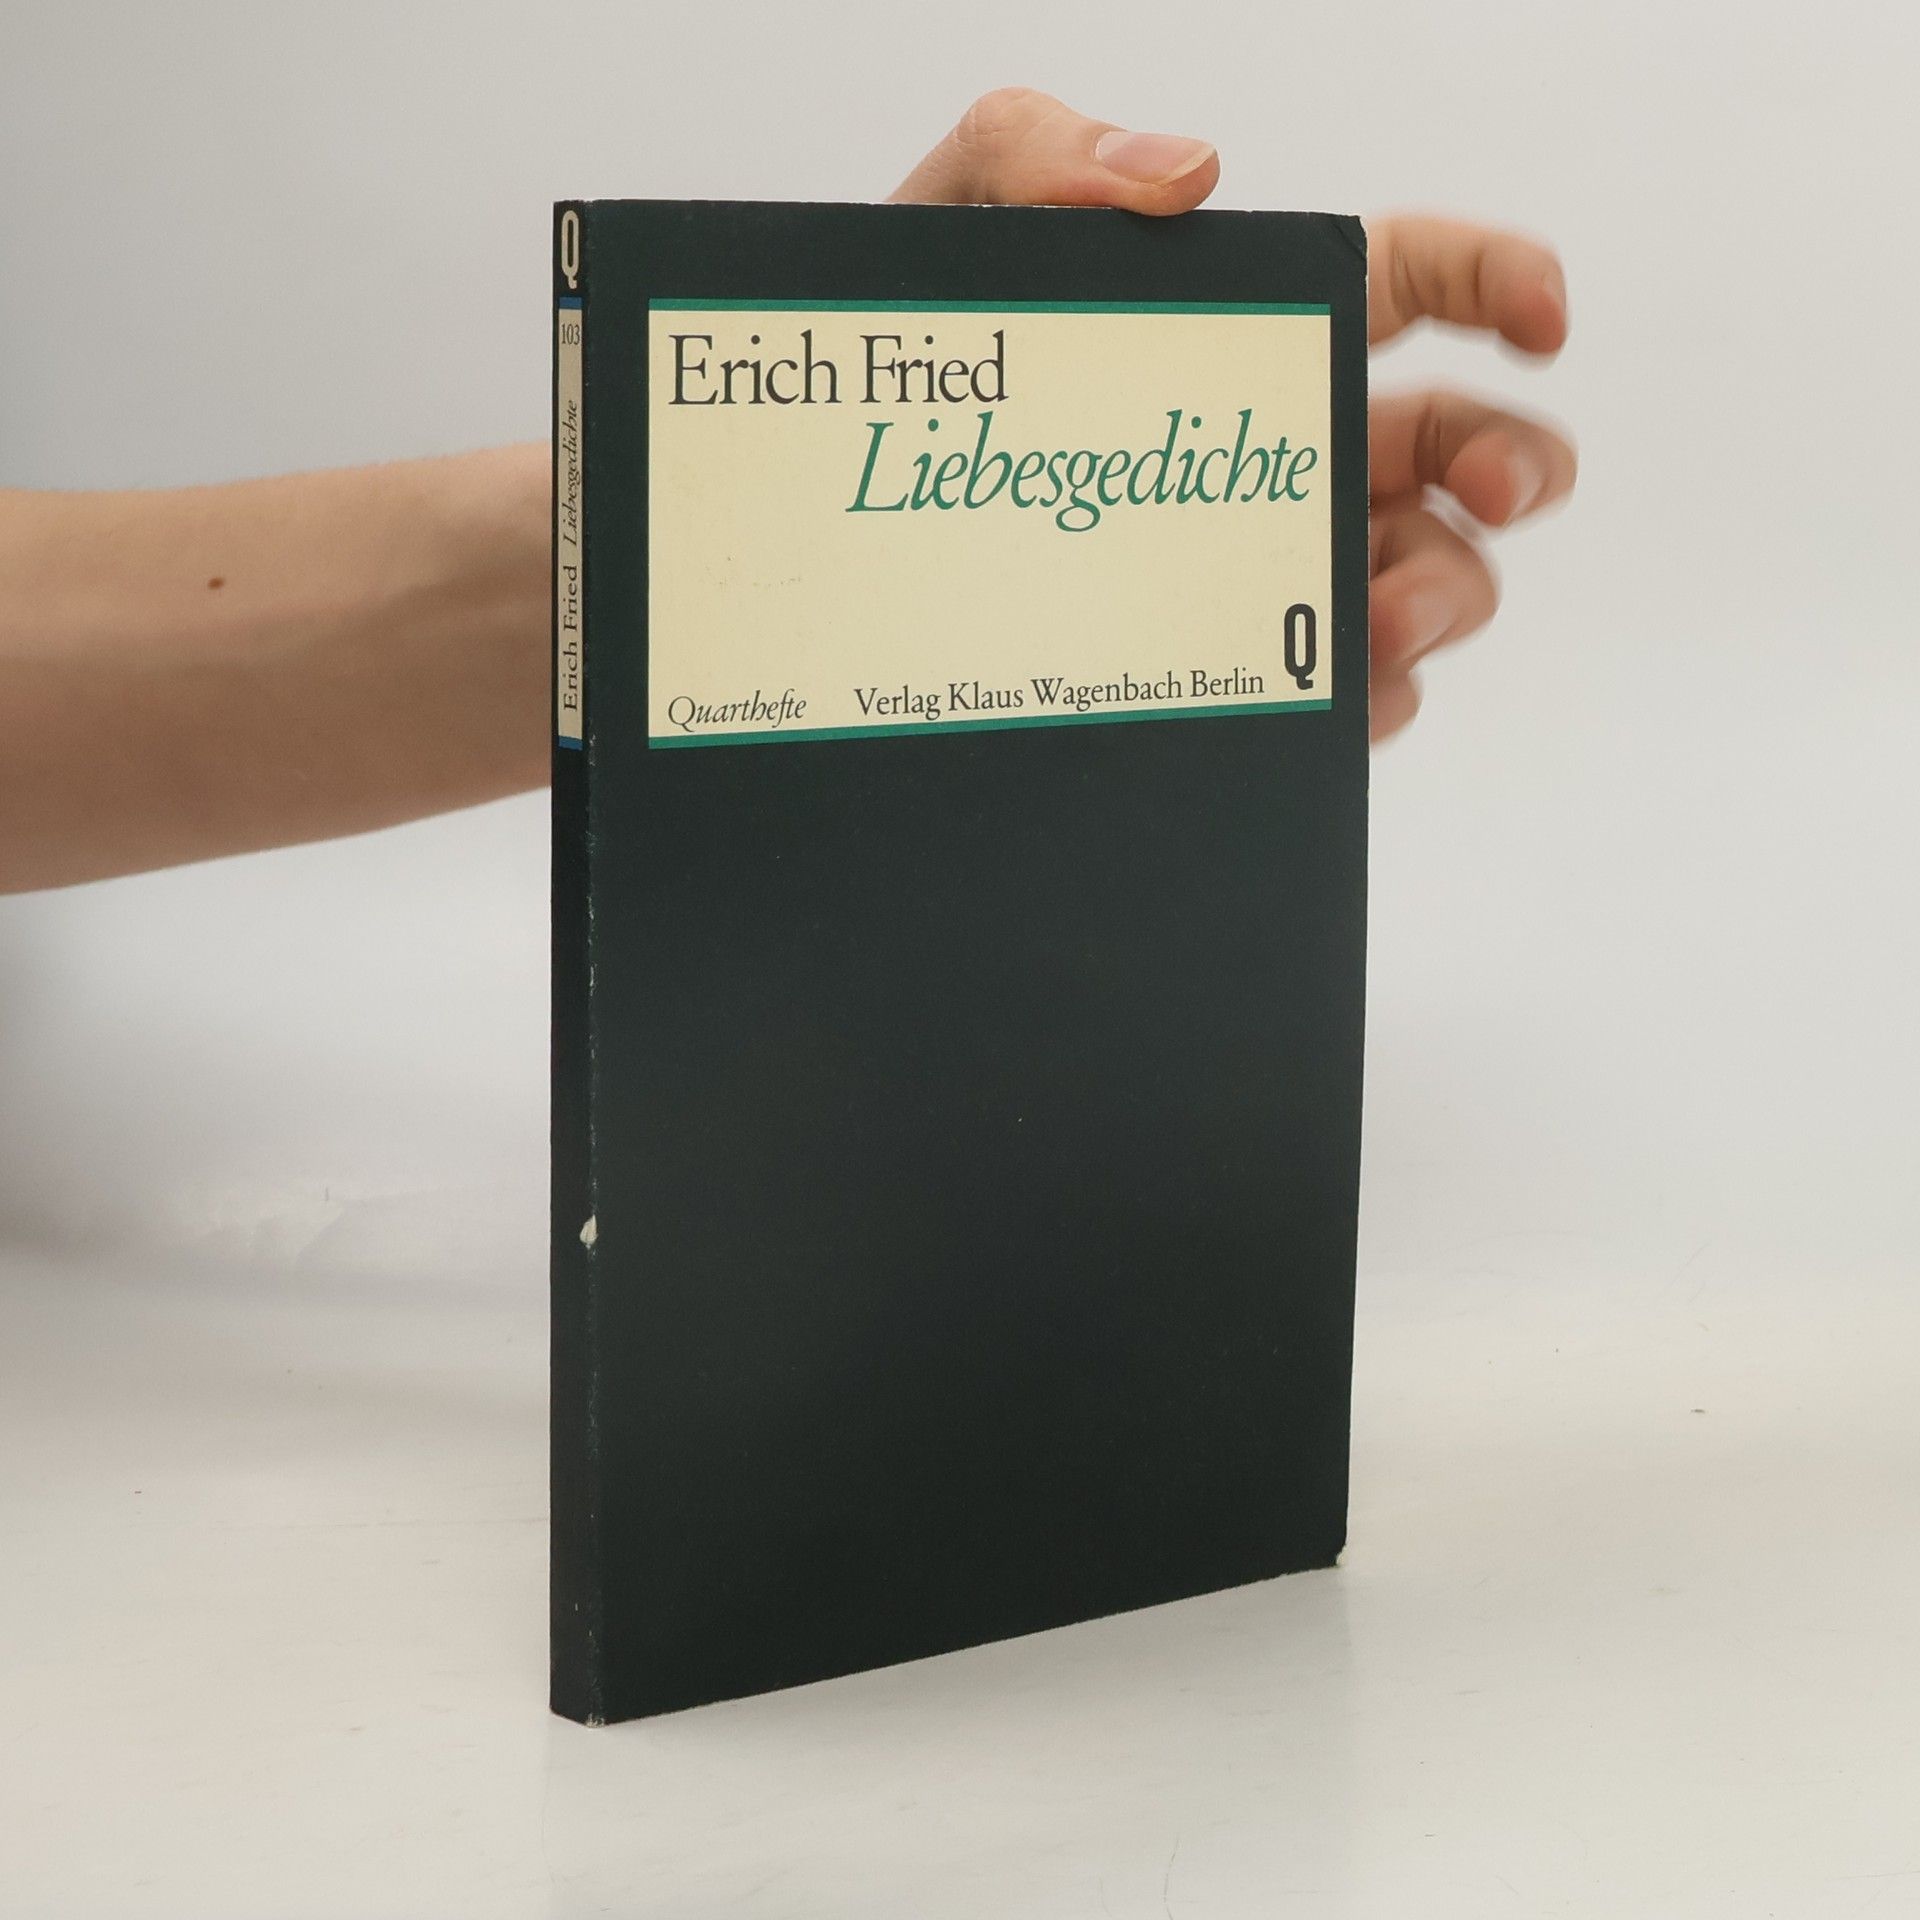 Q
103
Erich Fried Liebesgedichte
Erich Fried
Liebesgedichte
Q
Quarthefte Verlag Klaus Wagenbach Berlin